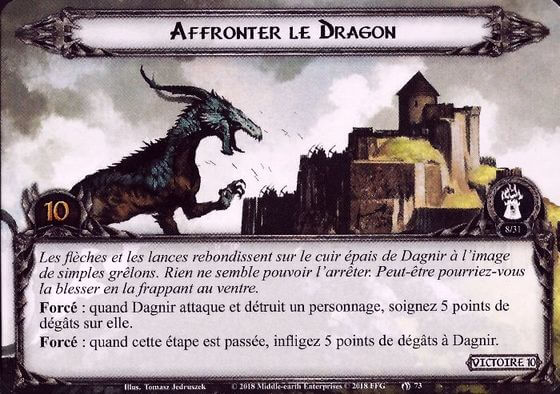 Affronter le Dragon
10
8/31
Les flèches et les lances rebondissent sur le cuir épais de Dagnir à l'image
de simples grêlons. Rien ne semble pouvoir l'arrêter. Peut-être pourriez-vous
la blesser en la frappant au ventre.
Forcé : quand Dagnir attaque et détruit un personnage, soignez 5 points de
dégâts sur elle.
Forcé : quand cette étape est passée, infligez 5 points de dégâts à Dagnir.
VICTOIRE 10
Illus. Tomasz Jedruszek © 2018 Middle-earth Enterprises © 2018 FFG 73